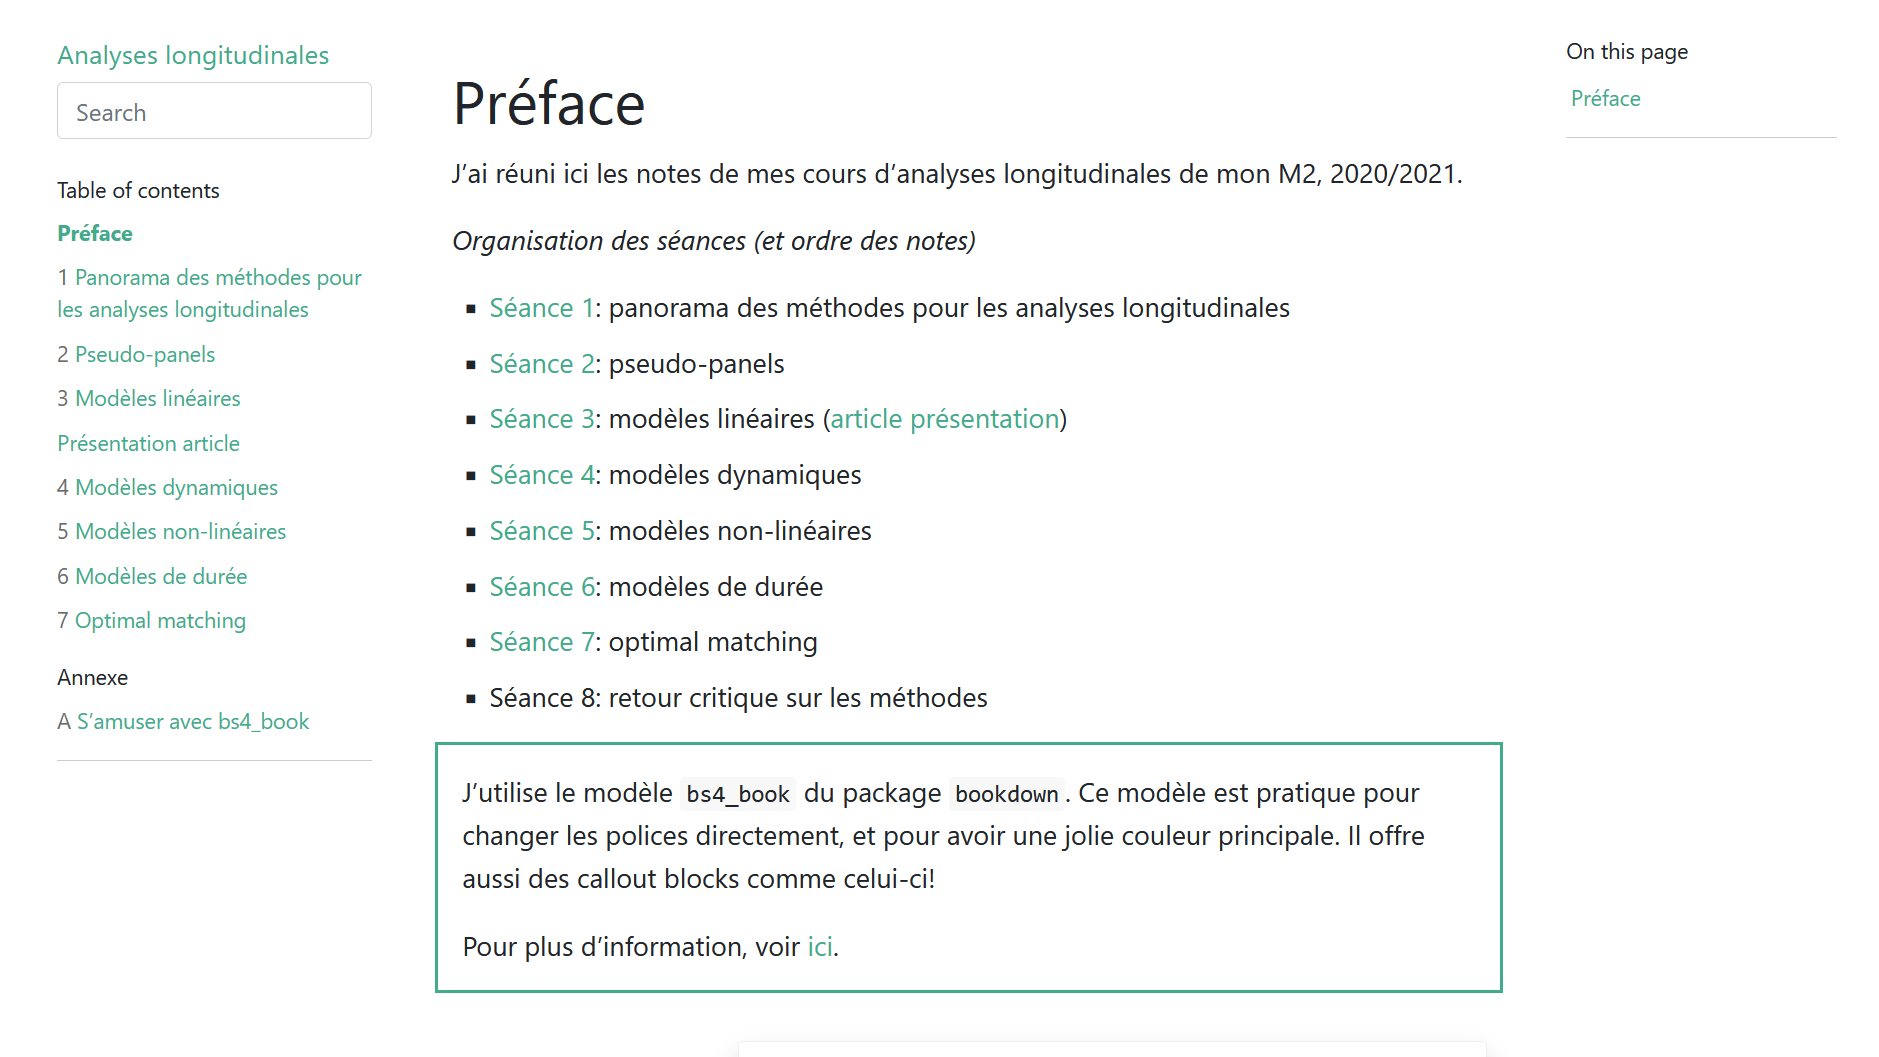 Analyses longitudinales
Search
Table of contents
Préface
1 Panorama des méthodes pour
les analyses longitudinales
2 Pseudo-panels
3 Modèles linéaires
Présentation article
4 Modèles dynamiques
5 Modèles non-linéaires
6 Modèles de durée
7 Optimal matching
Annexe
A S’amuser avec bs4_book
Préface
J’ai réuni ici les notes de mes cours d’analyses longitudinales de mon M2, 2020/2021.
Organisation des séances (et ordre des notes)
▪ Séance 1: panorama des méthodes pour les analyses longitudinales
▪ Séance 2: pseudo-panels
▪ Séance 3: modèles linéaires (article présentation)
▪ Séance 4: modèles dynamiques
▪ Séance 5: modèles non-linéaires
▪ Séance 6: modèles de durée
▪ Séance 7: optimal matching
▪ Séance 8: retour critique sur les méthodes
J’utilise le modèle bs4_book du package bookdown. Ce modèle est pratique pour
changer les polices directement, et pour avoir une jolie couleur principale. Il offre
aussi des callout blocks comme celui-ci!
Pour plus d’information, voir ici.
On this page
Préface